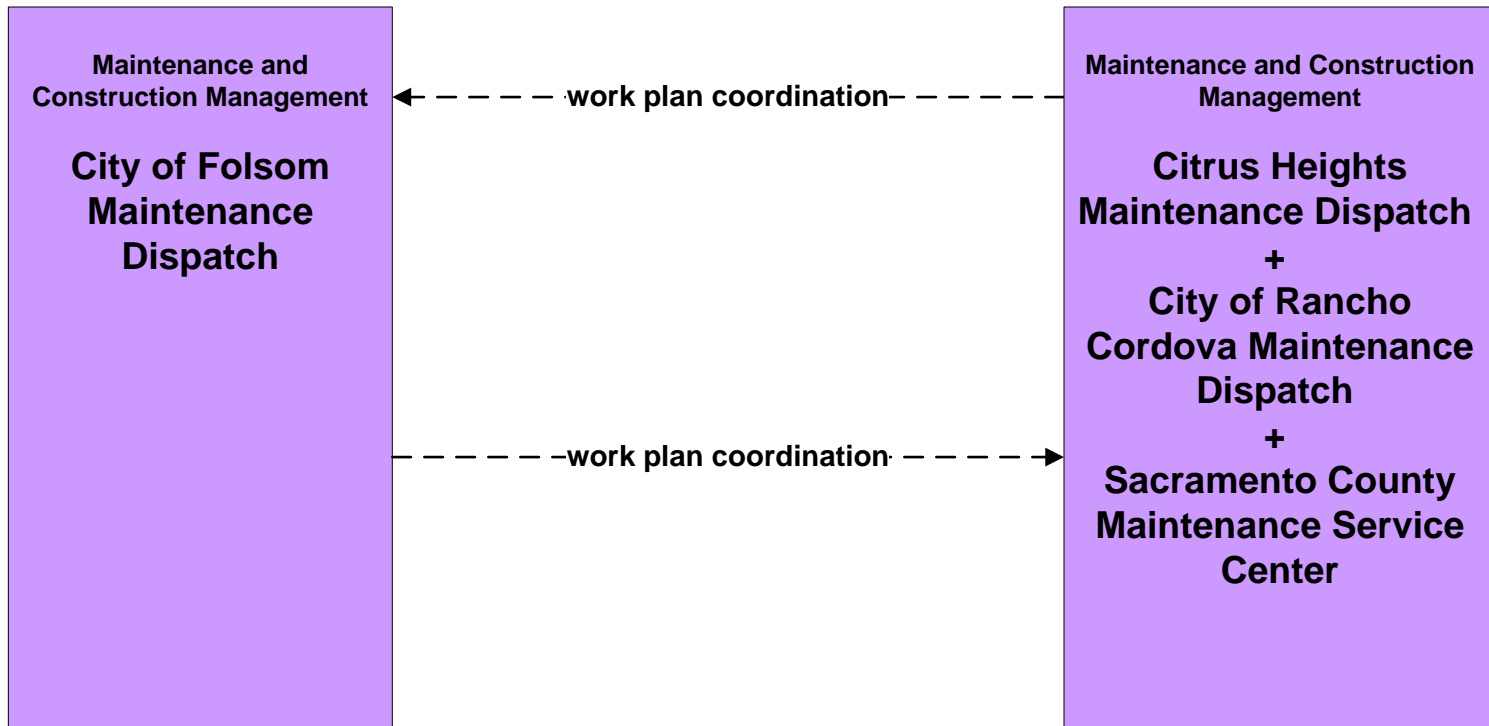 Maintenance and
Construction Management
City of Folsom
Maintenance
Dispatch
work plan coordination
work plan coordination
Maintenance and Construction
Management
Citrus Heights
Maintenance Dispatch
+
City of Rancho
Cordova Maintenance
Dispatch
+
Sacramento County
Maintenance Service
Center